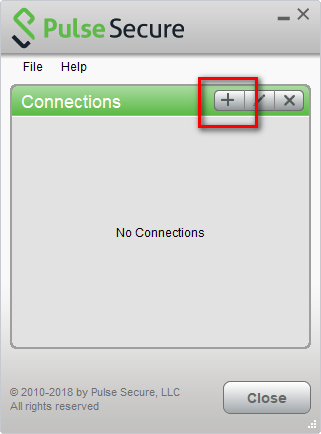 Pulse Secure
File Help
Connections
No Connections
© 2010-2018 by Pulse Secure, LLC
All rights reserved
Close